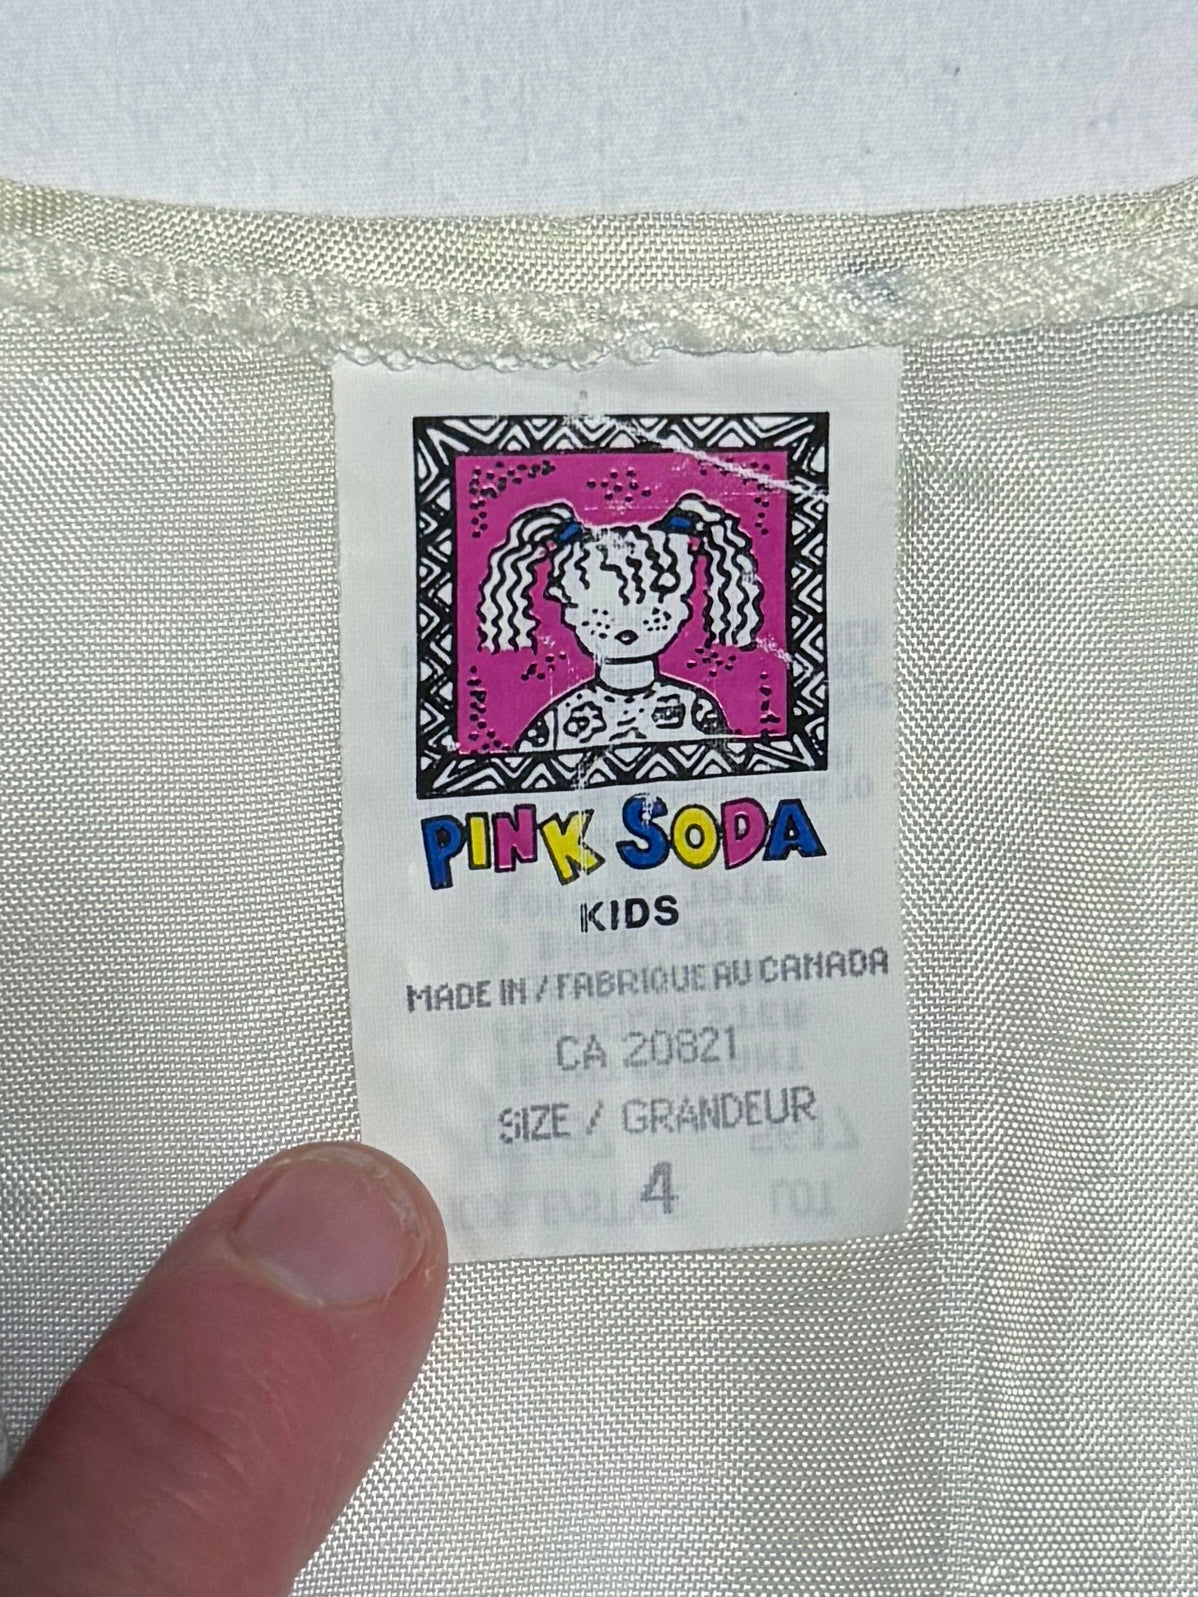 PINK SODA
KIDS
MADE IN / FABRIQUE AU CANADA
CA 20821
SIZE / GRANDEUR
4